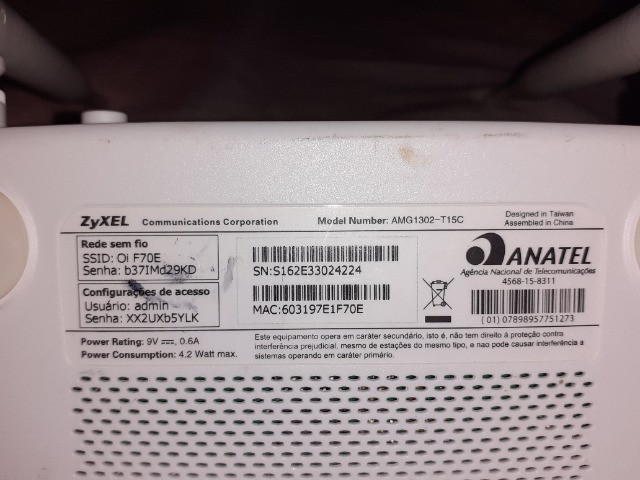 ZyXEL Communications Corporation Model Number: AMG1302-T15C
Designed in Taiwan
Assembled in China
Rede sem fio
SSID: Oi F70E
Senha: b37IMd29KD
Configurações de acesso
Usuário: admin
Senha: XX2UXb5YLK
SN:S162E33024224
MAC:603197E1F70E
ANATEL
Agência Nacional de Telecomunicações
4568-15-8311
(01)07898957751273
Power Rating: 9V⎓, 0.6A
Power Consumption: 4.2 Watt max.
Este equipamento opera em caráter secundário, isto é, não tem direito à proteção contra
interferência prejudicial, mesmo de estações do mesmo tipo, e nao pode causar interferência a
sistemas operando em caráter primário.